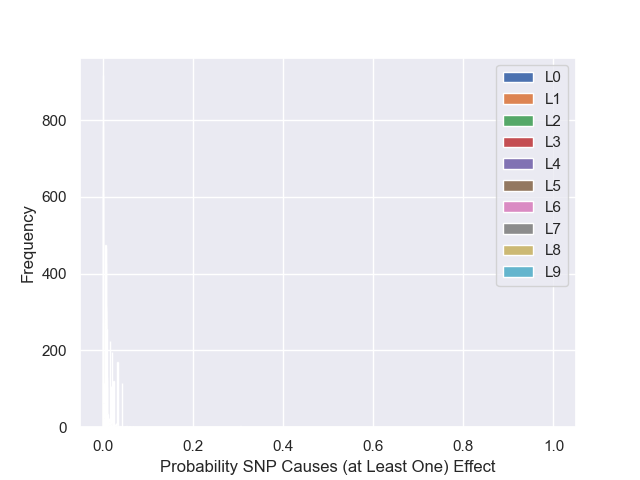 L0
L1
L2
L3
L4
L5
L6
L7
L8
L9
800
600
400
200
0
Frequency
0.0 0.2 0.4 0.6 0.8 1.0
Probability SNP Causes (at Least One) Effect